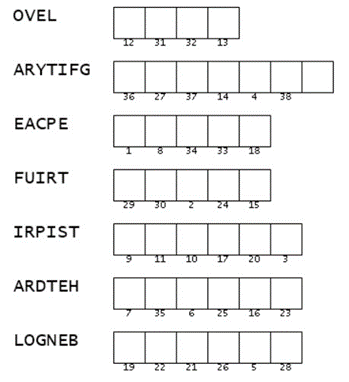 OVEL
12 31 32 13
ARYTIFG
36 27 37 14 4 38
EACPE
1 8 34 33 18
FUIRT
29 30 2 24 15
IRPIST
9 11 10 17 20 3
ARDTEH
7 35 6 25 16 23
LOGNEB
19 22 21 26 5 28